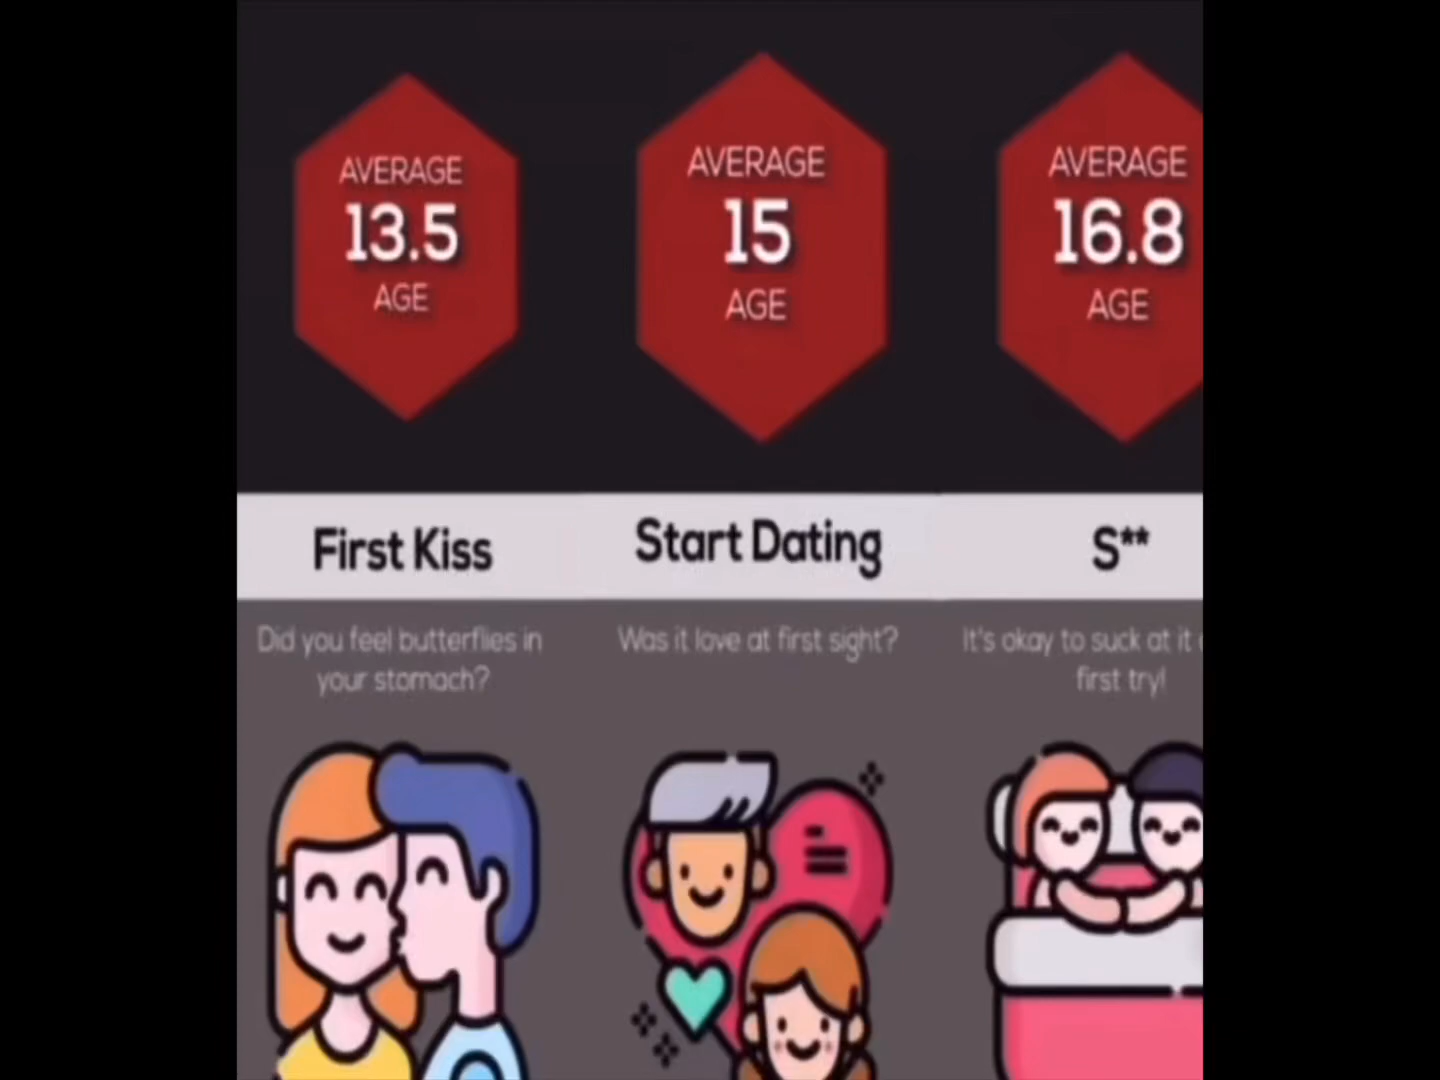 AVERAGE
13.5
AGE
AVERAGE
15
AGE
AVERAGE
16.8
AGE
First Kiss
Start Dating
S**
Did you feel butterflies in
your stomach?
Was it love at first sight?
It's okay to suck at it
first try!